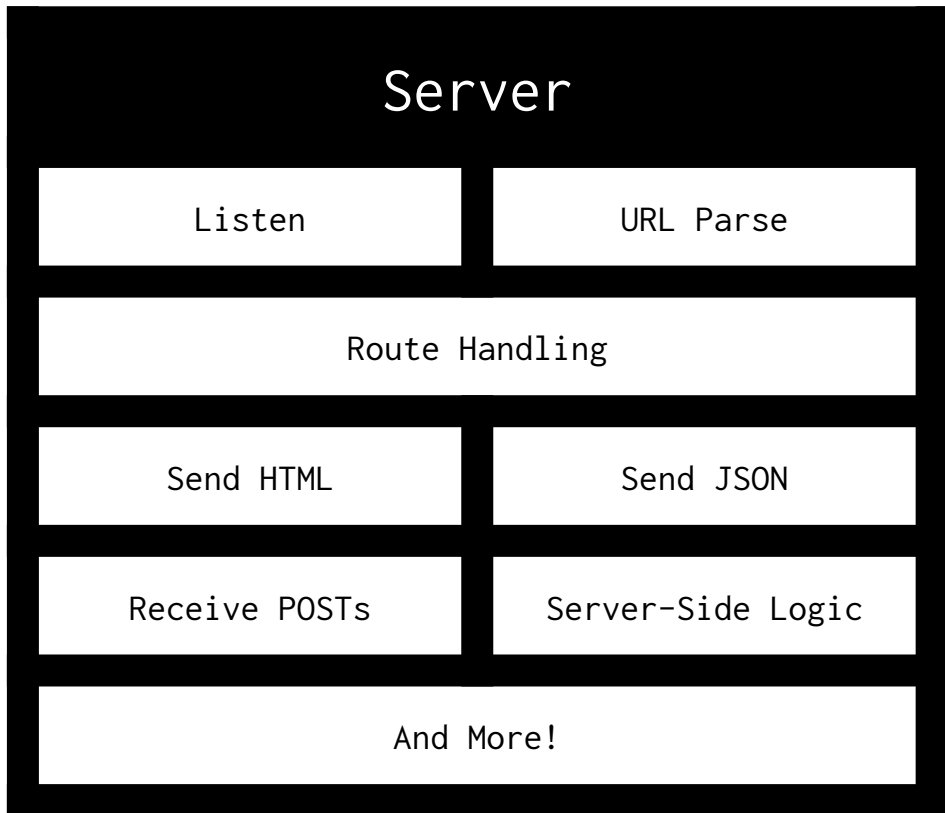 Server
Listen
URL Parse
Route Handling
Send HTML
Send JSON
Receive POSTs
Server-Side Logic
And More!